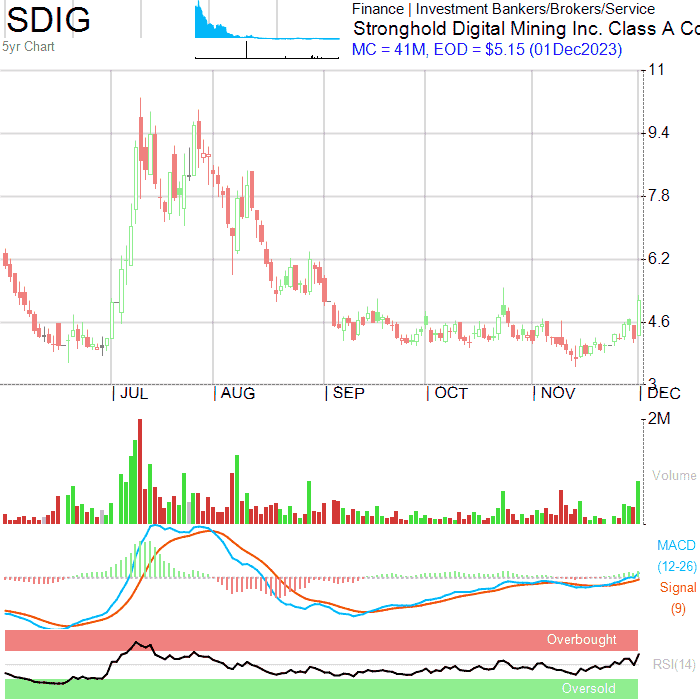 SDIG
5yr Chart
Finance | Investment Bankers/Brokers/Service
Stronghold Digital Mining Inc. Class A Co
MC = 41M, EOD = $5.15 (01Dec2023)
11
9.4
7.8
6.2
4.6
3
JUL AUG SEP OCT NOV DEC
2M
Volume
MACD
(12-26)
Signal
(9)
Overbought
RSI(14)
Oversold